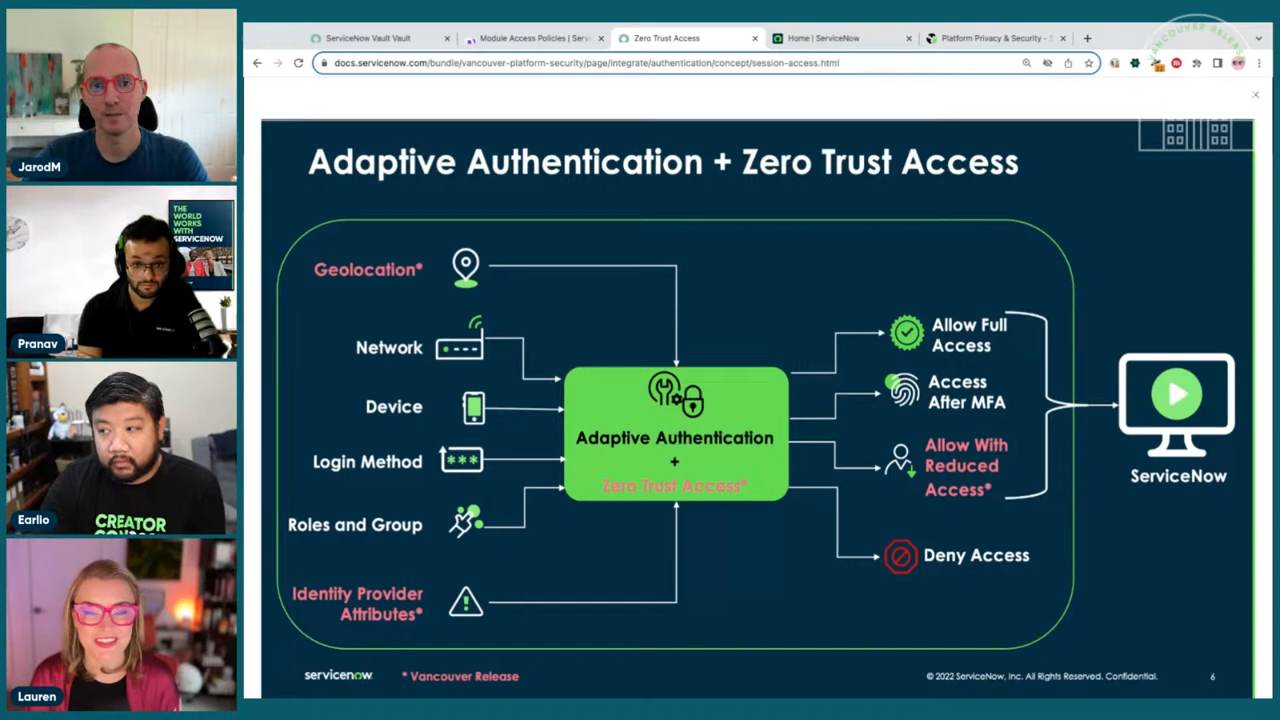 JarodM
THE
WORLD
WORKS
WITH
SERVICENOW
Pranav
CREATOR
Earlio
Lauren
VANCOUVER RELEASE
ServiceNow Vault Vault
Module Access Policies | Servi
Zero Trust Access
Home | ServiceNow
Platform Privacy & Security - S
docs.servicenow.com/bundle/vancouver-platform-security/page/integrate/authentication/concept/session-access.html
Adaptive Authentication + Zero Trust Access
Geolocation*
Network
Device
Login Method
Roles and Group
Identity Provider
Attributes*
Adaptive Authentication
+
Zero Trust Access*
Allow Full
Access
Access
After MFA
Allow With
Reduced
Access*
Deny Access
ServiceNow
servicenow
* Vancouver Release
© 2022 ServiceNow, Inc. All Rights Reserved. Confidential.
6